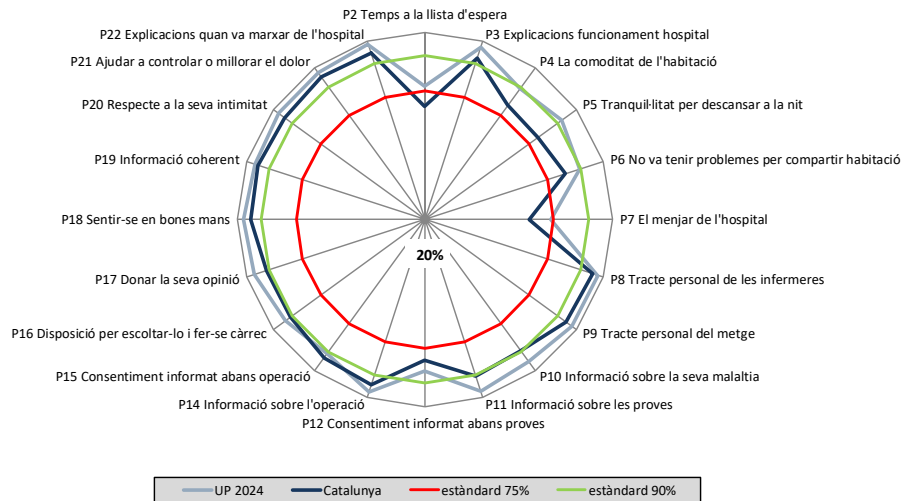 P2 Temps a la llista d'espera
P3 Explicacions funcionament hospital
P4 La comoditat de l'habitació
P5 Tranquil·litat per descansar a la nit
P6 No va tenir problemes per compartir habitació
P7 El menjar de l'hospital
P8 Tracte personal de les infermeres
P9 Tracte personal del metge
P10 Informació sobre la seva malaltia
P11 Informació sobre les proves
P12 Consentiment informat abans proves
P14 Informació sobre l'operació
P15 Consentiment informat abans operació
P16 Disposició per escoltar-lo i fer-se càrrec
P17 Donar la seva opinió
P18 Sentir-se en bones mans
P19 Informació coherent
P20 Respecte a la seva intimitat
P21 Ajudar a controlar o millorar el dolor
P22 Explicacions quan va marxar de l'hospital
20%
UP 2024
Catalunya
estàndard 75%
estàndard 90%